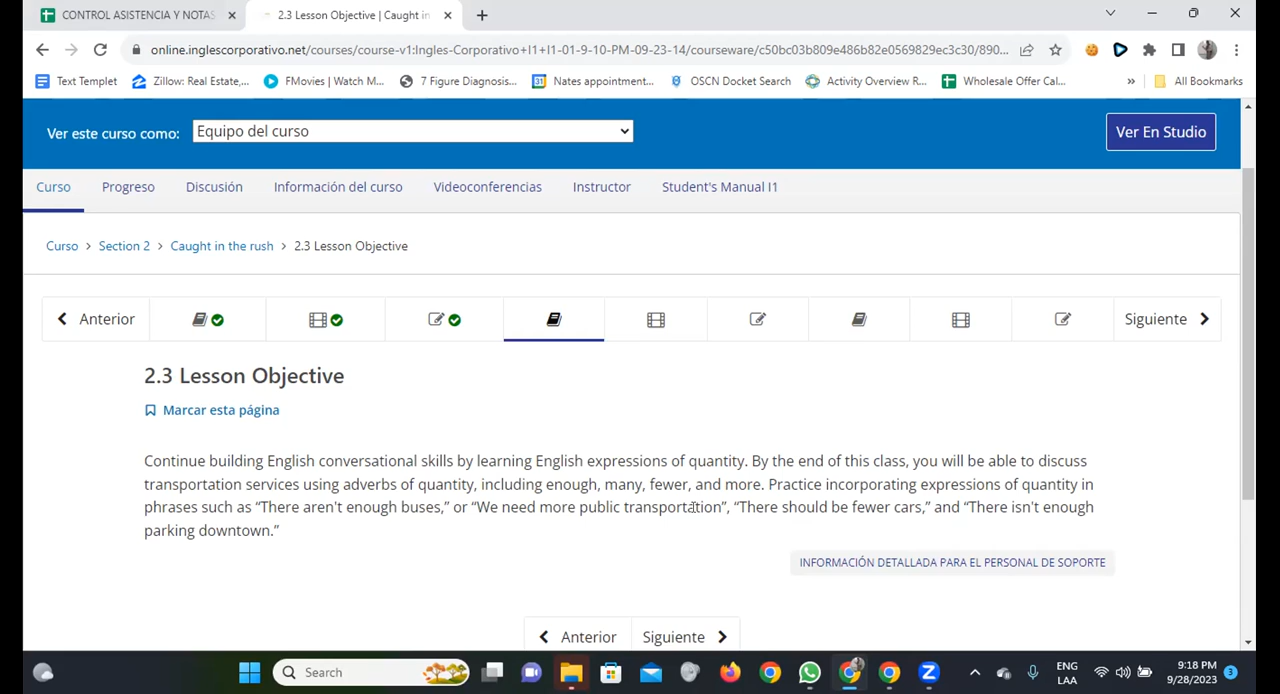 CONTROL ASISTENCIA Y NOTAS
2.3 Lesson Objective | Caught in
online.inglescorporativo.net/courses/course-v1:Ingles-Corporativo+I1+I1-01-9-10-PM-09-23-14/courseware/c50bc03b809e486b82e0569829ec3c30/890...
Text Templet
Zillow: Real Estate,...
FMovies | Watch M...
7 Figure Diagnosis...
Nates appointment...
OSCN Docket Search
Activity Overview R...
Wholesale Offer Cal...
»
All Bookmarks
Ver este curso como:
Equipo del curso
Ver En Studio
Curso
Progreso
Discusión
Información del curso
Videoconferencias
Instructor
Student's Manual I1
Curso > Section 2 > Caught in the rush > 2.3 Lesson Objective
Anterior
Siguiente
2.3 Lesson Objective
Marcar esta página
Continue building English conversational skills by learning English expressions of quantity. By the end of this class, you will be able to discuss
transportation services using adverbs of quantity, including enough, many, fewer, and more. Practice incorporating expressions of quantity in
phrases such as “There aren't enough buses,” or “We need more public transportation”, “There should be fewer cars,” and “There isn't enough
parking downtown.”
INFORMACIÓN DETALLADA PARA EL PERSONAL DE SOPORTE
Anterior
Siguiente
Search
ENG
LAA
9:18 PM
9/28/2023
3